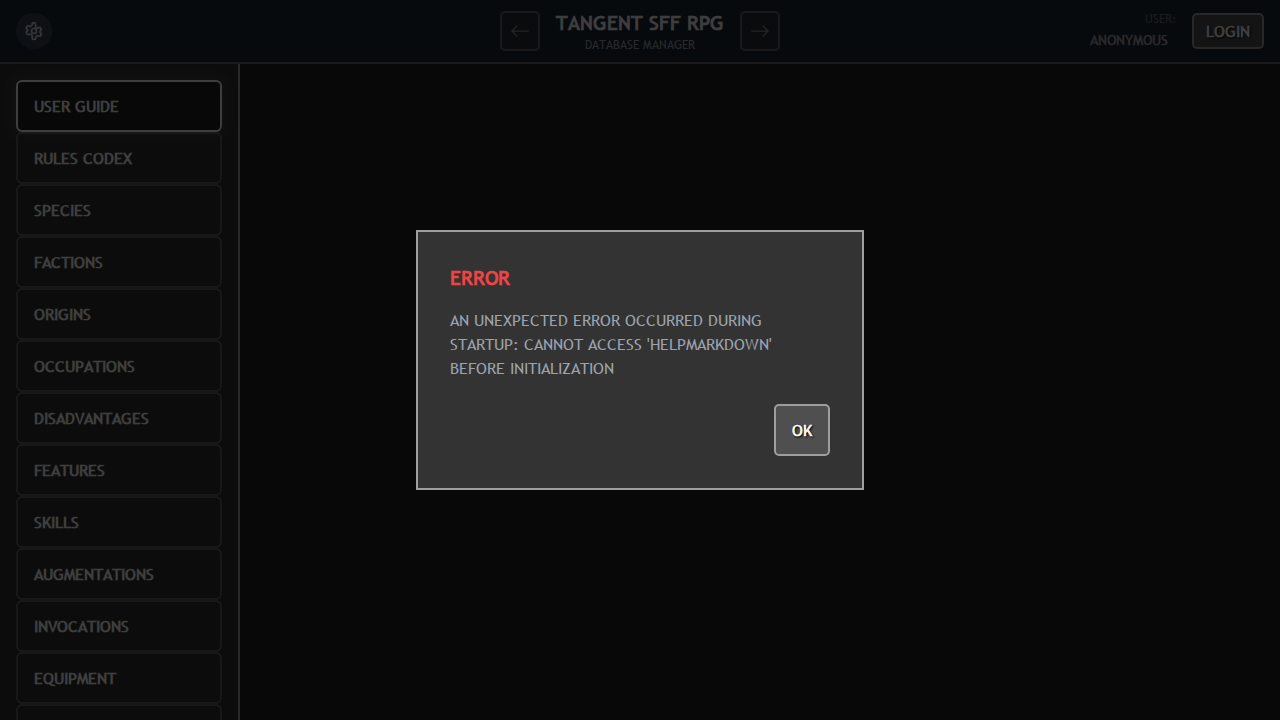 TANGENT SFF RPG
DATABASE MANAGER
USER:
ANONYMOUS
LOGIN
USER GUIDE
RULES CODEX
SPECIES
FACTIONS
ORIGINS
OCCUPATIONS
DISADVANTAGES
FEATURES
SKILLS
AUGMENTATIONS
INVOCATIONS
EQUIPMENT
ERROR
AN UNEXPECTED ERROR OCCURRED DURING
STARTUP: CANNOT ACCESS 'HELPMARKDOWN'
BEFORE INITIALIZATION
OK